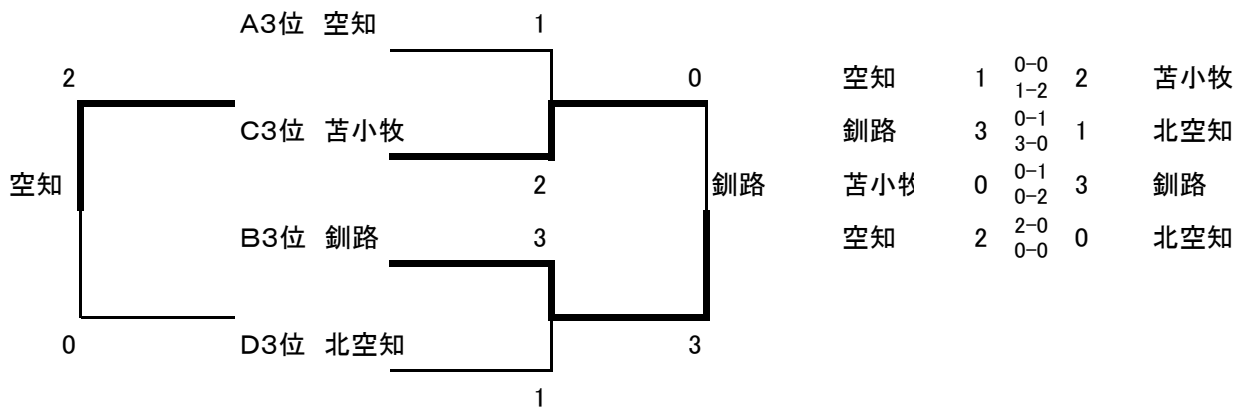 A3位 空知 1
2 0
C3位 苫小牧
空知 2 釧路
B3位 釧路 3
0 D3位 北空知 3
1
空知 1 0-0 2 苫小牧
1-2
釧路 3 0-1 1 北空知
3-0
苫小牧 0 0-1 3 釧路
0-2
空知 2 2-0 0 北空知
0-0